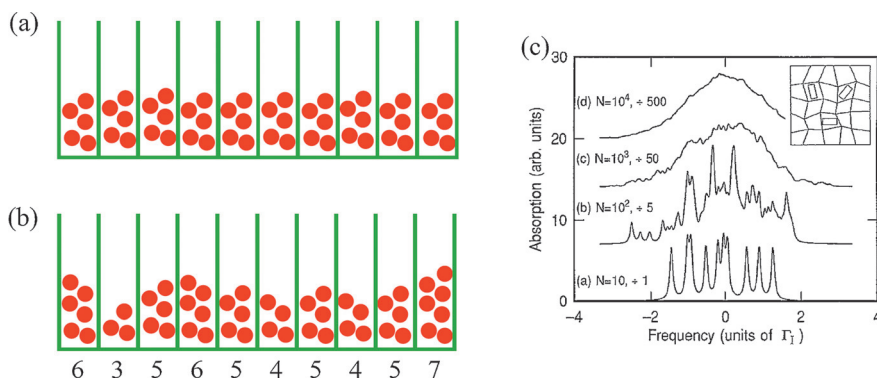 (a)
(b)
6 3 5 6 5 4 5 4 5 7
(c)
30
20
10
0
Absorption (arb. units)
(d) N=10⁴, ÷ 500
(c) N=10³, ÷ 50
(b) N=10², ÷ 5
(a) N=10, ÷ 1
−4 −2 0 2 4
Frequency (units of Γ_I)